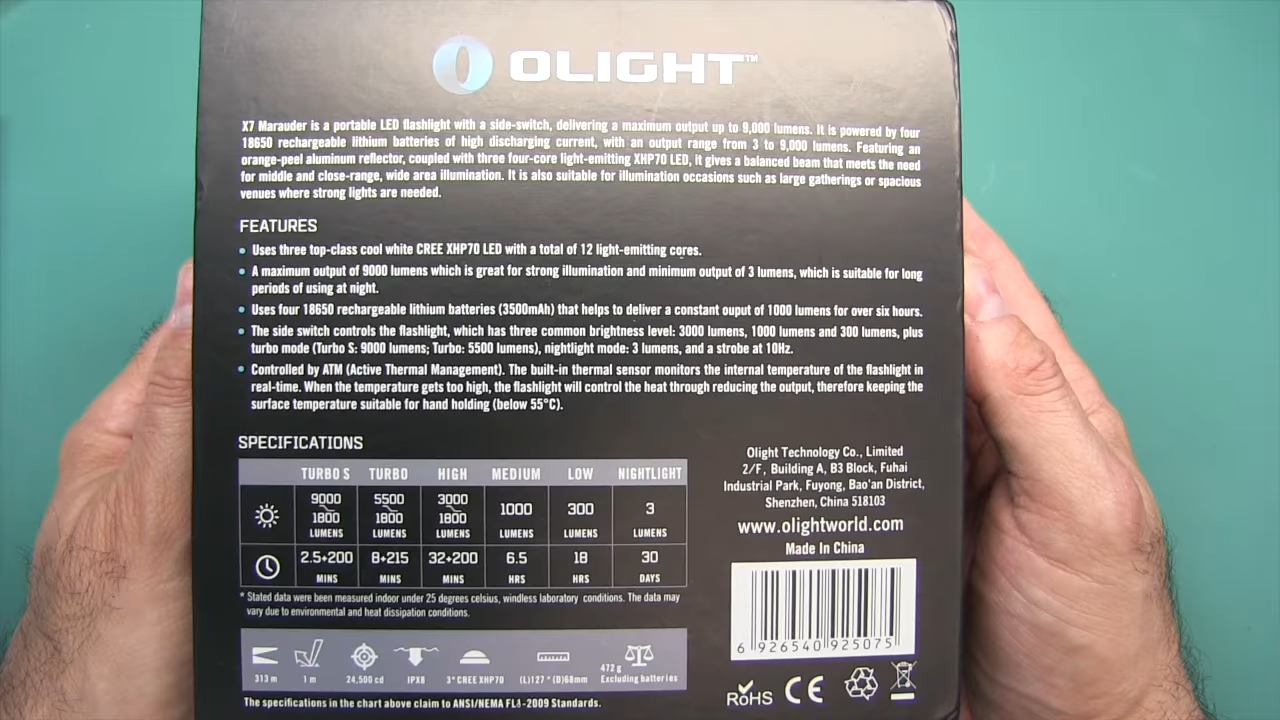 OLIGHT™
X7 Marauder is a portable LED flashlight with a side-switch, delivering a maximum output up to 9,000 lumens. It is powered by four
18650 rechargeable lithium batteries of high discharging current, with an output range from 3 to 9,000 lumens. Featuring an
orange-peel aluminum reflector, coupled with three four-core light-emitting XHP70 LED, it gives a balanced beam that meets the need
for middle and close-range, wide area illumination. It is also suitable for illumination occasions such as large gatherings or spacious
venues where strong lights are needed.
FEATURES
• Uses three top-class cool white CREE XHP70 LED with a total of 12 light-emitting cores.
• A maximum output of 9000 lumens which is great for strong illumination and minimum output of 3 lumens, which is suitable for long
periods of using at night.
• Uses four 18650 rechargeable lithium batteries (3500mAh) that helps to deliver a constant ouput of 1000 lumens for over six hours.
• The side switch controls the flashlight, which has three common brightness level: 3000 lumens, 1000 lumens and 300 lumens, plus
turbo mode (Turbo S: 9000 lumens; Turbo: 5500 lumens), nightlight mode: 3 lumens, and a strobe at 10Hz.
• Controlled by ATM (Active Thermal Management). The built-in thermal sensor monitors the internal temperature of the flashlight in
real-time. When the temperature gets too high, the flashlight will control the heat through reducing the output, therefore keeping the
surface temperature suitable for hand holding (below 55°C).
SPECIFICATIONS
TURBO S TURBO HIGH MEDIUM LOW NIGHTLIGHT
9000 5500 3000 1000 300 3
~ ~ ~
1800 1800 1800
LUMENS LUMENS LUMENS LUMENS LUMENS LUMENS
2.5+200 8+215 32+200 6.5 18 30
MINS MINS MINS HRS HRS DAYS
* Stated data were been measured indoor under 25 degrees celsius, windless laboratory conditions. The data may
vary due to environmental and heat dissipation conditions.
313 m 1 m 24,500 cd IPX8 3* CREE XHP70 (L)127 * (D)68mm 472 g
Excluding batteries
The specifications in the chart above claim to ANSI/NEMA FL1-2009 Standards.
Olight Technology Co., Limited
2/F, Building A, B3 Block, Fuhai
Industrial Park, Fuyong, Bao'an District,
Shenzhen, China 518103
www.olightworld.com
Made In China
6 926540 925075
RoHS CE